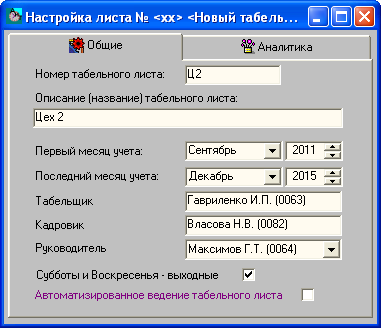 Настройка листа № <xx> <Новый табель...
Общие Аналитика
Номер табельного листа: Ц2
Описание (название) табельного листа:
Цех 2
Первый месяц учета: Сентябрь 2011
Последний месяц учета: Декабрь 2015
Табельщик Гавриленко И.П. (0063)
Кадровик Власова Н.В. (0082)
Руководитель Максимов Г.Т. (0064)
Субботы и Воскресенья - выходные
Автоматизированное ведение табельного листа